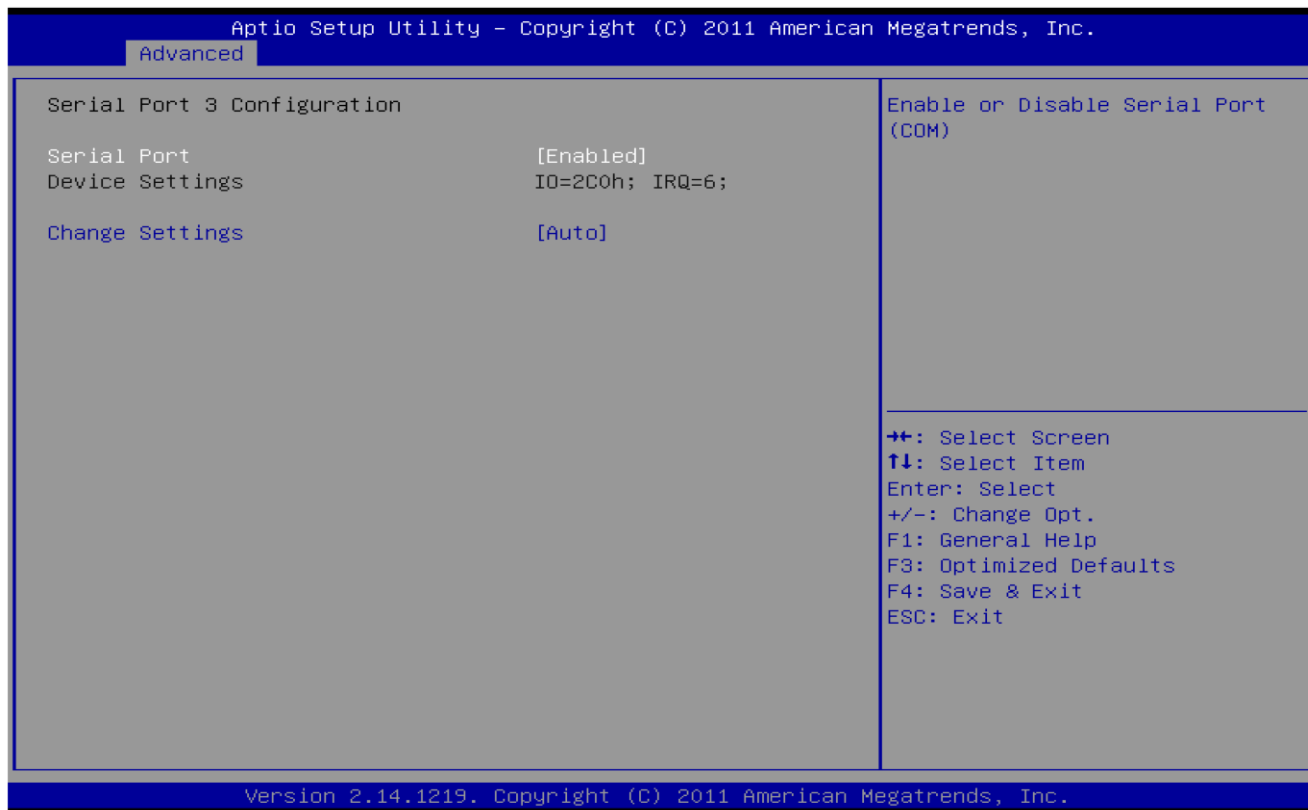 Aptio Setup Utility – Copyright (C) 2011 American Megatrends, Inc.
Advanced
Serial Port 3 Configuration
Serial Port [Enabled]
Device Settings IO=2C0h; IRQ=6;
Change Settings [Auto]
Enable or Disable Serial Port
(COM)
→←: Select Screen
↑↓: Select Item
Enter: Select
+/-: Change Opt.
F1: General Help
F3: Optimized Defaults
F4: Save & Exit
ESC: Exit
Version 2.14.1219. Copyright (C) 2011 American Megatrends, Inc.